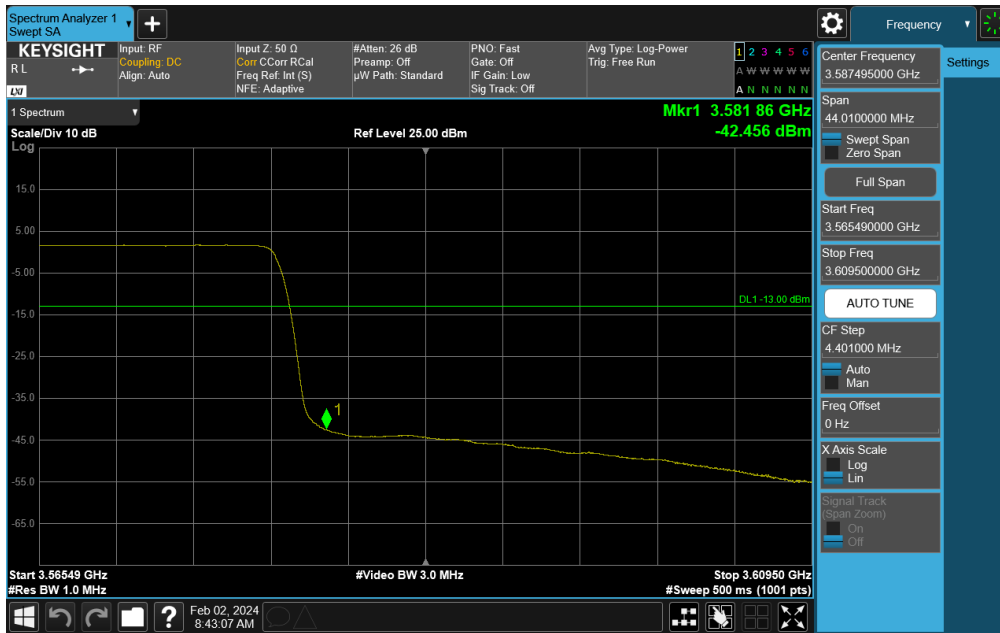 Spectrum Analyzer 1
Swept SA
Frequency
KEYSIGHT
R L
LXI
Input: RF
Coupling: DC
Align: Auto
Input Z: 50 Ω
Corr CCorr RCal
Freq Ref: Int (S)
NFE: Adaptive
#Atten: 26 dB
Preamp: Off
µW Path: Standard
PNO: Fast
Gate: Off
IF Gain: Low
Sig Track: Off
Avg Type: Log-Power
Trig: Free Run
1 2 3 4 5 6
A W W W W W
A N N N N N
1 Spectrum
Scale/Div 10 dB
Log
Ref Level 25.00 dBm
Mkr1 3.581 86 GHz
-42.456 dBm
15.0
5.00
-5.00
-15.0
-25.0
-35.0
-45.0
-55.0
-65.0
DL1 -13.00 dBm
1
Start 3.56549 GHz
#Res BW 1.0 MHz
#Video BW 3.0 MHz
Stop 3.60950 GHz
#Sweep 500 ms (1001 pts)
?
Feb 02, 2024
8:43:07 AM
Center Frequency
3.587495000 GHz
Span
44.0100000 MHz
Swept Span
Zero Span
Full Span
Start Freq
3.565490000 GHz
Stop Freq
3.609500000 GHz
AUTO TUNE
CF Step
4.401000 MHz
Auto
Man
Freq Offset
0 Hz
X Axis Scale
Log
Lin
Signal Track
(Span Zoom)
On
Off
Settings